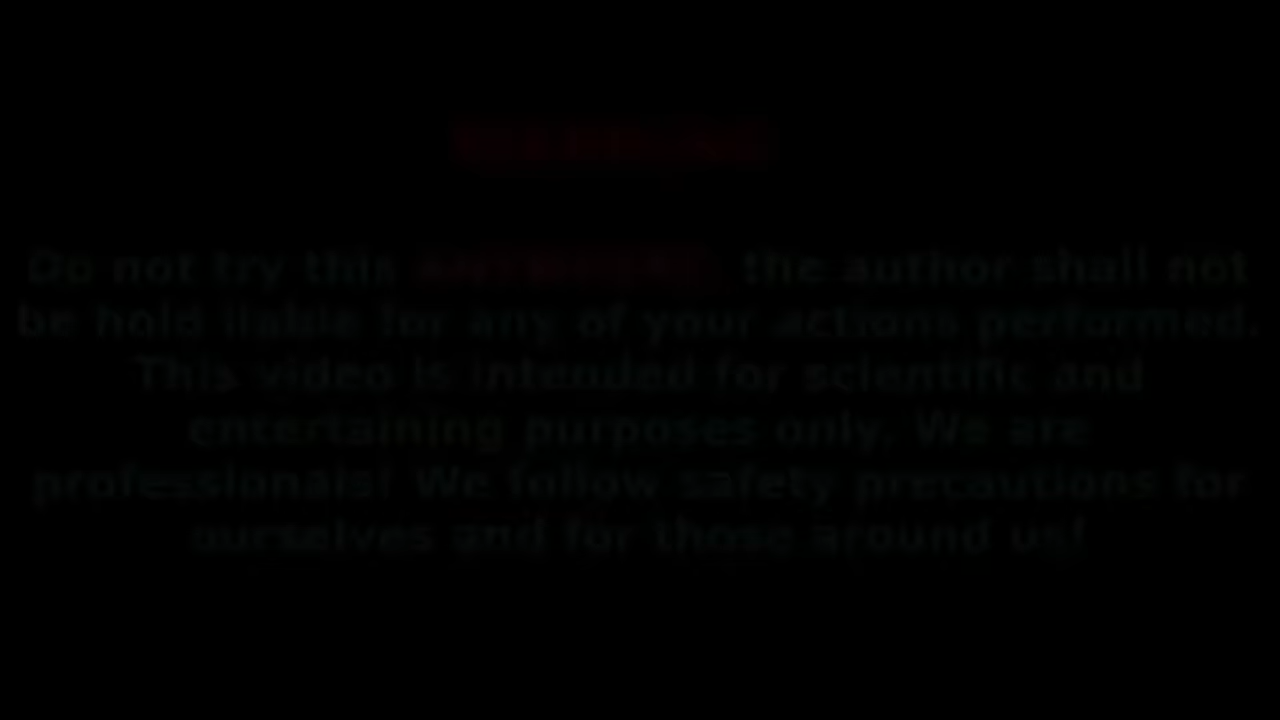 Do not try this the author shall not
be hold liable for any of your actions performed.
This video is intended for scientific and
entertaining purposes only. We are
professionals! We follow safety precautions for
ourselves and for those around us!